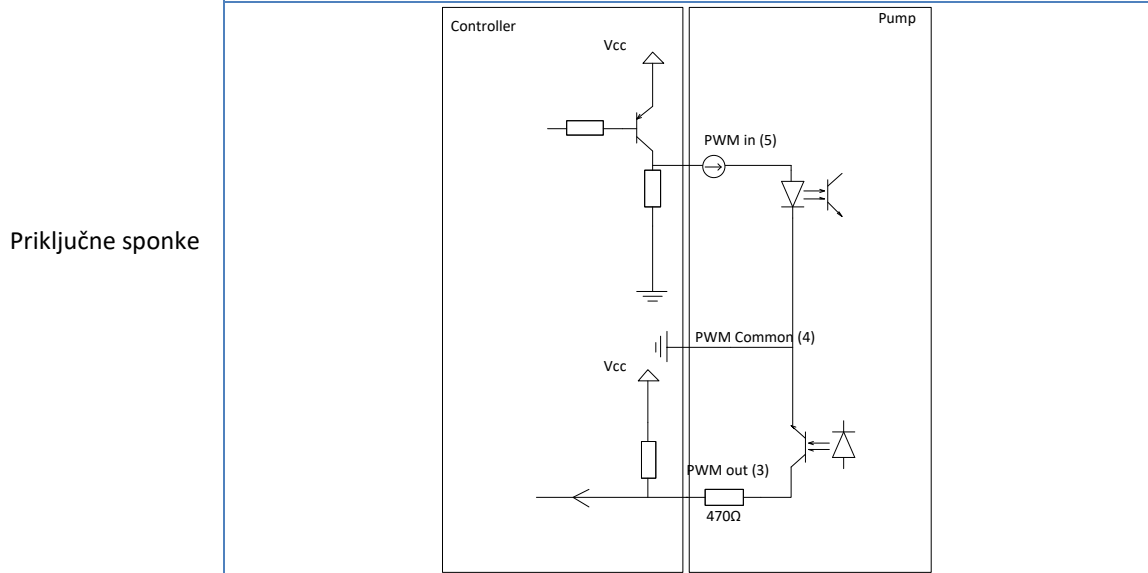 Priključne sponke
Controller
Pump
Vcc
PWM in (5)
PWM Common (4)
Vcc
PWM out (3)
470Ω